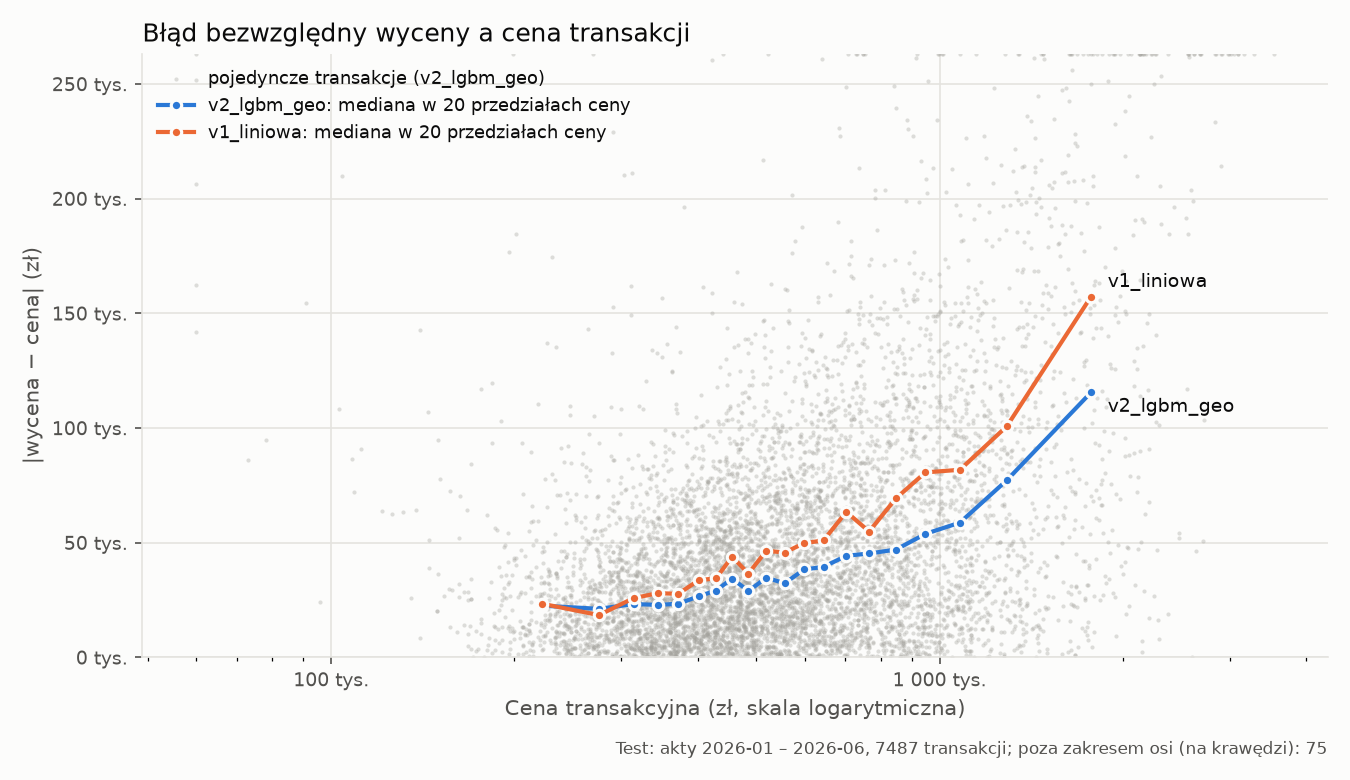 Błąd bezwzględny wyceny a cena transakcji
pojedyncze transakcje (v2_lgbm_geo)
v2_lgbm_geo: mediana w 20 przedziałach ceny
v1_liniowa: mediana w 20 przedziałach ceny
|wycena − cena| (zł)
250 tys.
200 tys.
150 tys.
100 tys.
50 tys.
0 tys.
v1_liniowa
v2_lgbm_geo
100 tys.
1 000 tys.
Cena transakcyjna (zł, skala logarytmiczna)
Test: akty 2026-01 – 2026-06, 7487 transakcji; poza zakresem osi (na krawędzi): 75